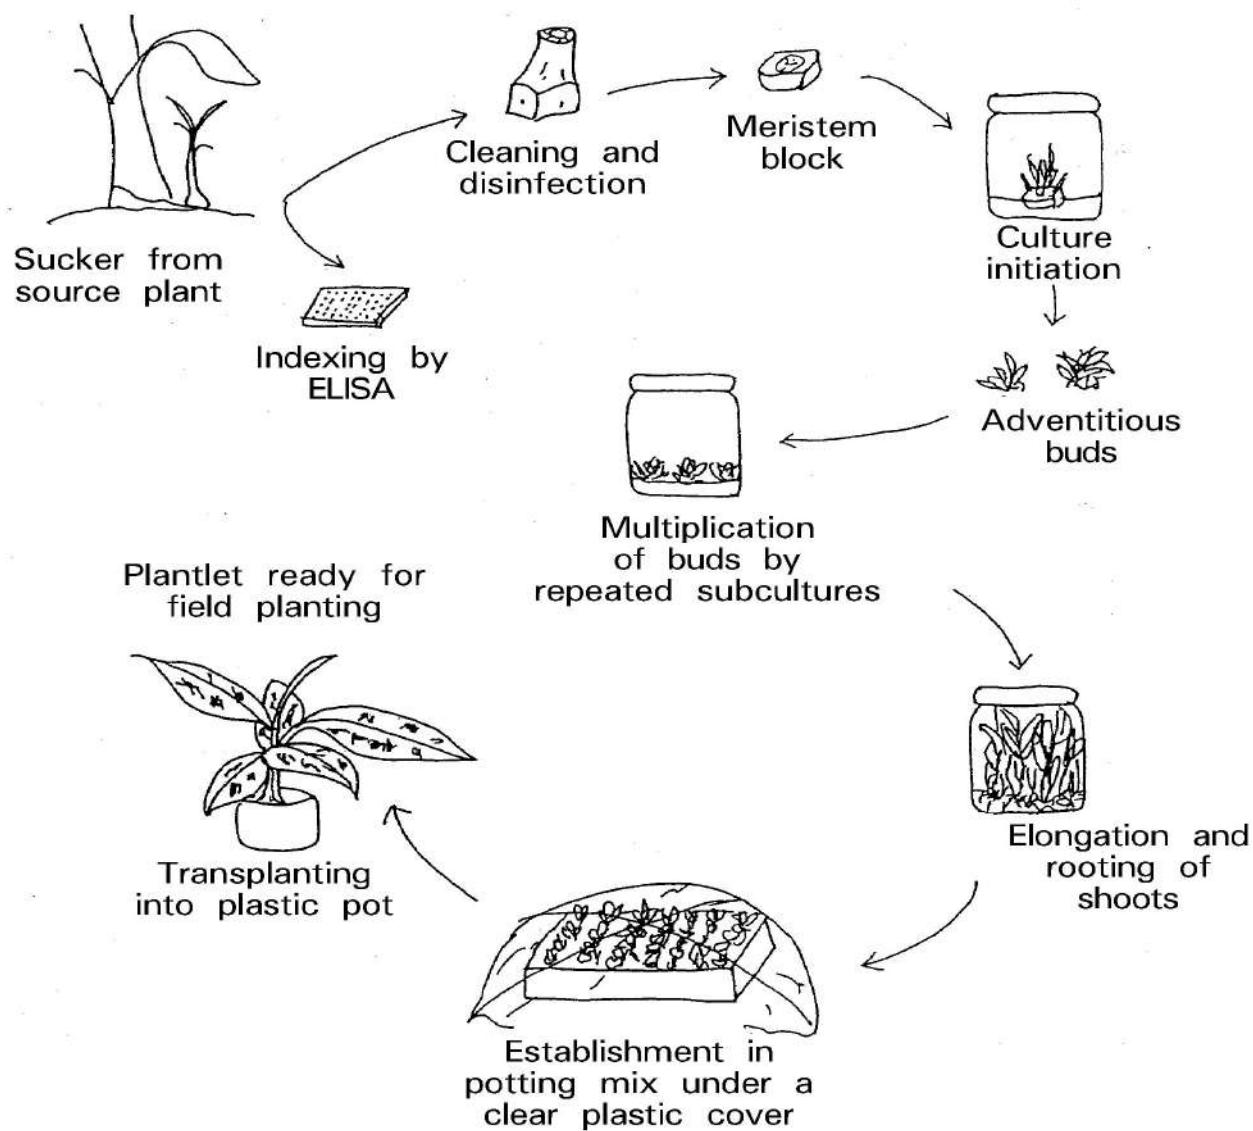 Sucker from
source plant
Indexing by
ELISA
Cleaning and
disinfection
Meristem
block
Culture
initiation
Adventitious
buds
Multiplication
of buds by
repeated subcultures
Elongation and
rooting of
shoots
Establishment in
potting mix under a
clear plastic cover
Transplanting
into plastic pot
Plantlet ready for
field planting